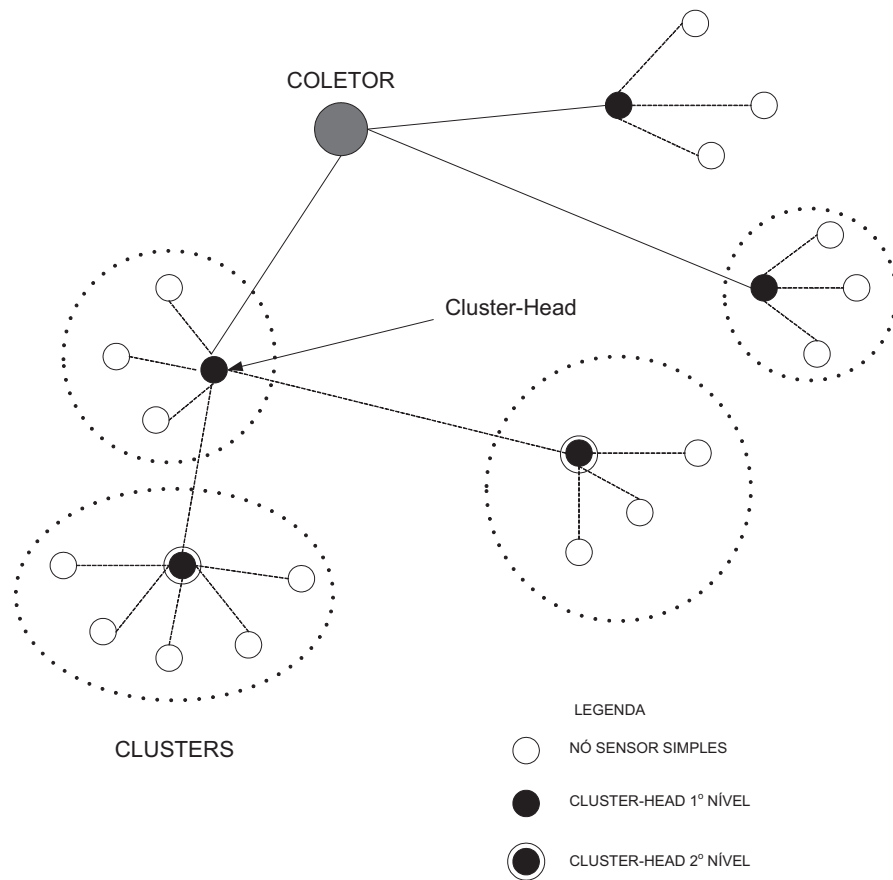 COLETOR
Cluster-Head
CLUSTERS
LEGENDA
NÓ SENSOR SIMPLES
CLUSTER-HEAD 1º NÍVEL
CLUSTER-HEAD 2º NÍVEL